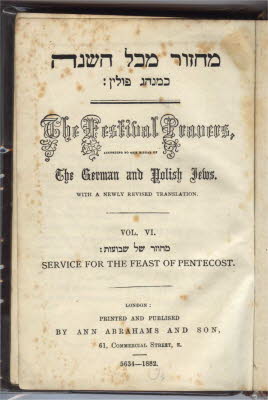 מחזור מכל השנה
כמנהג פולין:
The Festival Prayers,
ACCORDING TO THE RITUAL OF
The German and Polish Jews.
WITH A NEWLY REVISED TRANSLATION.
VOL. VI.
מחזור של שבועות:
SERVICE FOR THE FEAST OF PENTECOST.
LONDON:
PRINTED AND PUBLISHED
BY ANN ABRAHAMS AND SON,
61, COMMERCIAL STREET, E.
5634—1882.